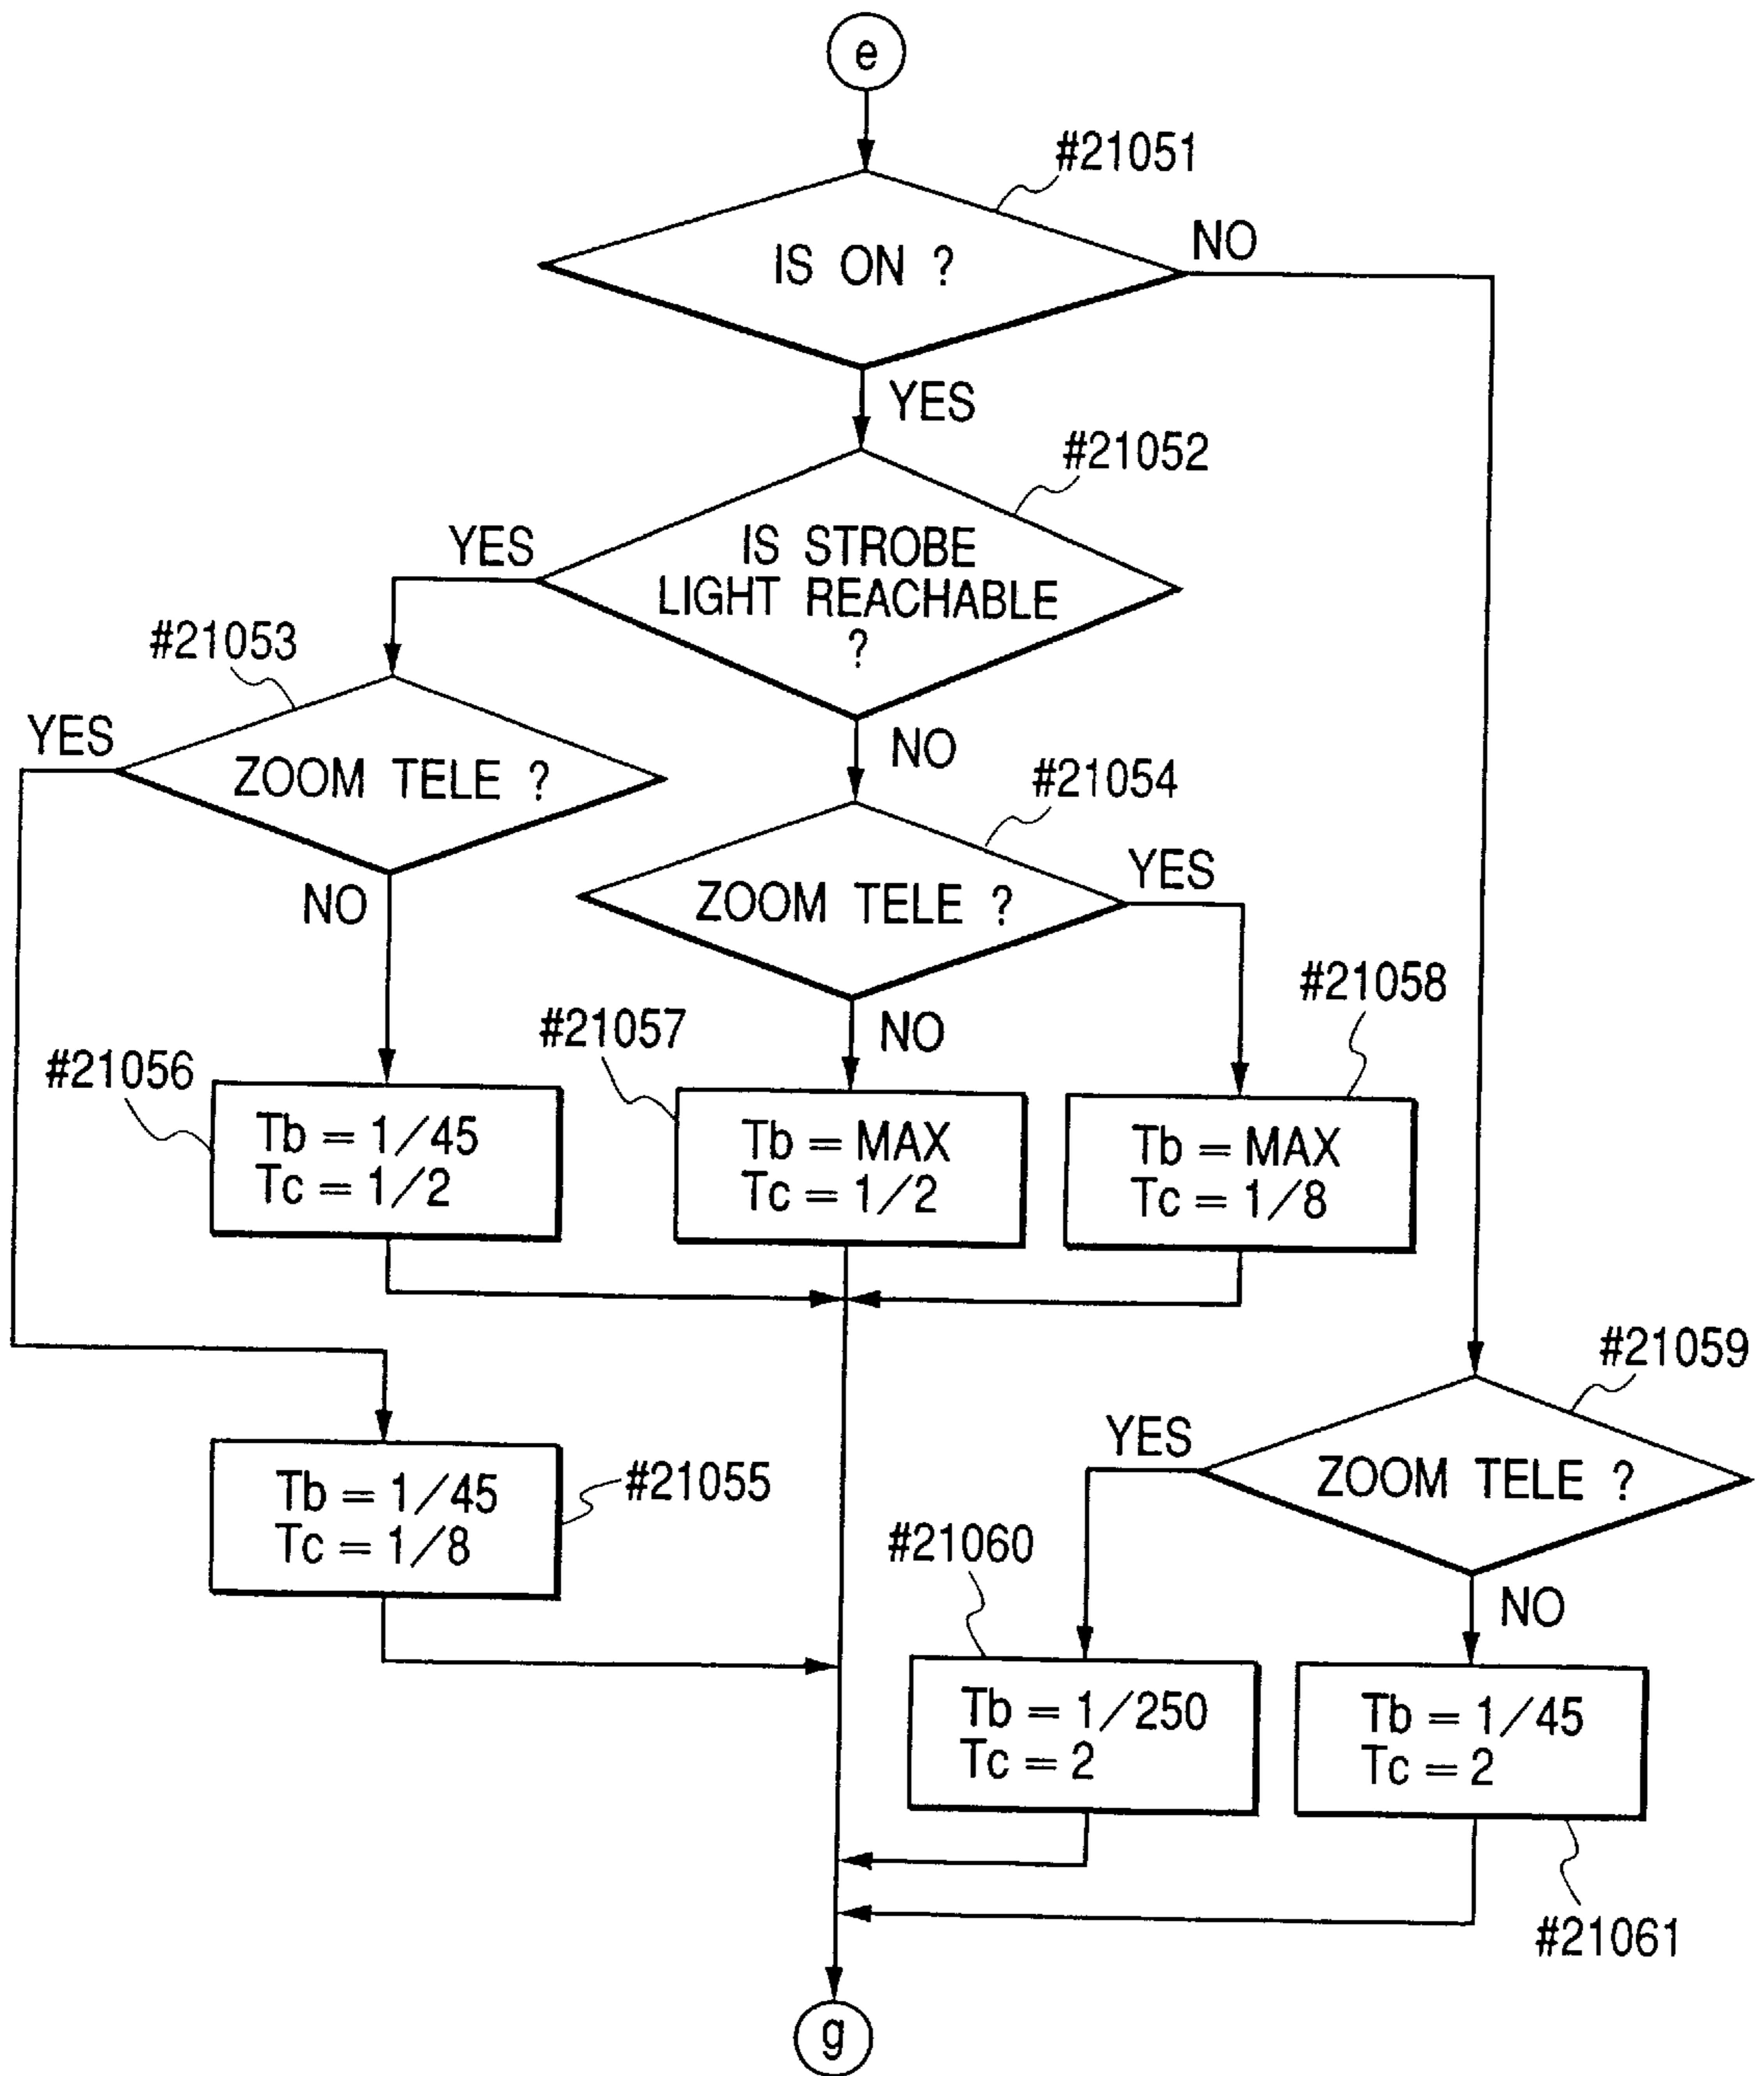 e
#21051
IS ON ?
NO
YES
#21052
IS STROBE
LIGHT REACHABLE
?
YES
NO
#21053
ZOOM TELE ?
YES
NO
#21054
ZOOM TELE ?
YES
NO
#21056
Tb = 1/45
Tc = 1/2
#21057
Tb = MAX
Tc = 1/2
#21058
Tb = MAX
Tc = 1/8
#21055
Tb = 1/45
Tc = 1/8
#21059
ZOOM TELE ?
YES
NO
#21060
Tb = 1/250
Tc = 2
Tb = 1/45
Tc = 2
#21061
g